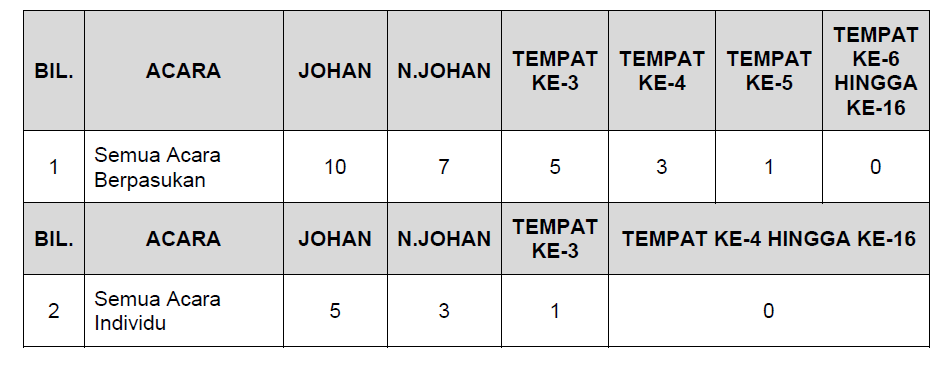 BIL. ACARA JOHAN N.JOHAN TEMPAT KE-3 TEMPAT KE-4 TEMPAT KE-5 TEMPAT KE-6 HINGGA KE-16
1 Semua Acara Berpasukan 10 7 5 3 1 0
BIL. ACARA JOHAN N.JOHAN TEMPAT KE-3 TEMPAT KE-4 HINGGA KE-16
2 Semua Acara Individu 5 3 1 0